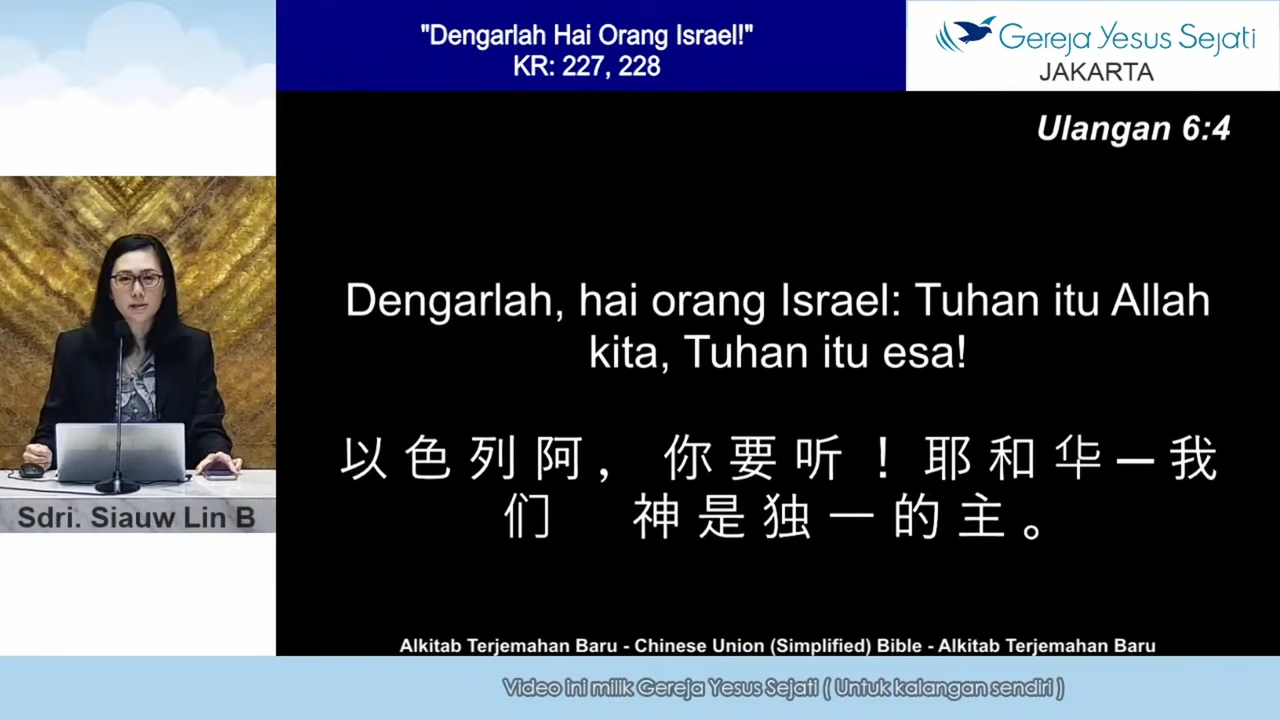 "Dengarlah Hai Orang Israel!"
KR: 227, 228
Gereja Yesus Sejati
JAKARTA
Ulangan 6:4
Dengarlah, hai orang Israel: Tuhan itu Allah
kita, Tuhan itu esa!
以色列阿，你要听！耶和华─我
们　神是独一的主。
Sdri. Siauw Lin B
Alkitab Terjemahan Baru - Chinese Union (Simplified) Bible - Alkitab Terjemahan Baru
Video ini milik Gereja Yesus Sejati ( Untuk kalangan sendiri )